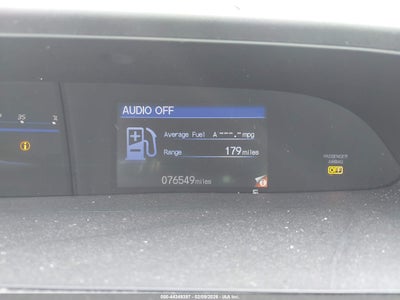 AUDIO OFF
Average Fuel A ---.- mpg
Range 179 miles
076549 miles
PASSENGER
AIRBAG
OFF